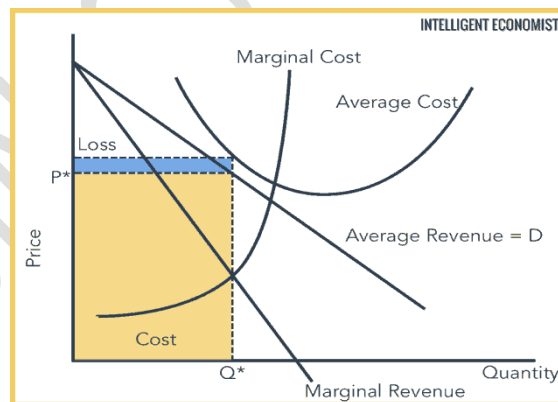 INTELLIGENT ECONOMIST
Marginal Cost
Average Cost
Loss
P*
Average Revenue = D
Price
Cost
Q*
Quantity
Marginal Revenue